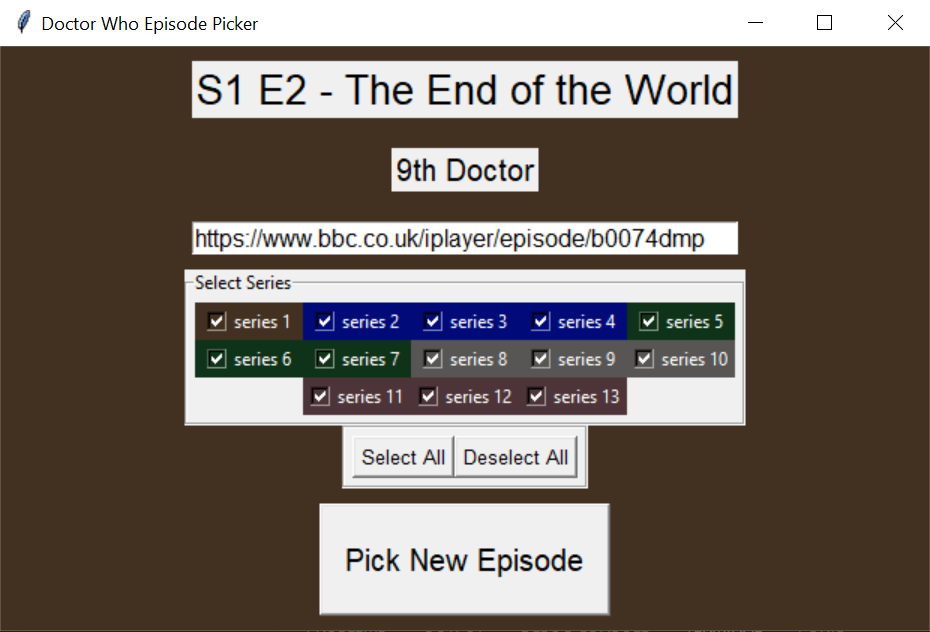 Doctor Who Episode Picker
S1 E2 - The End of the World
9th Doctor
https://www.bbc.co.uk/iplayer/episode/b0074dmp
Select Series
series 1 series 2 series 3 series 4 series 5
series 6 series 7 series 8 series 9 series 10
series 11 series 12 series 13
Select All Deselect All
Pick New Episode